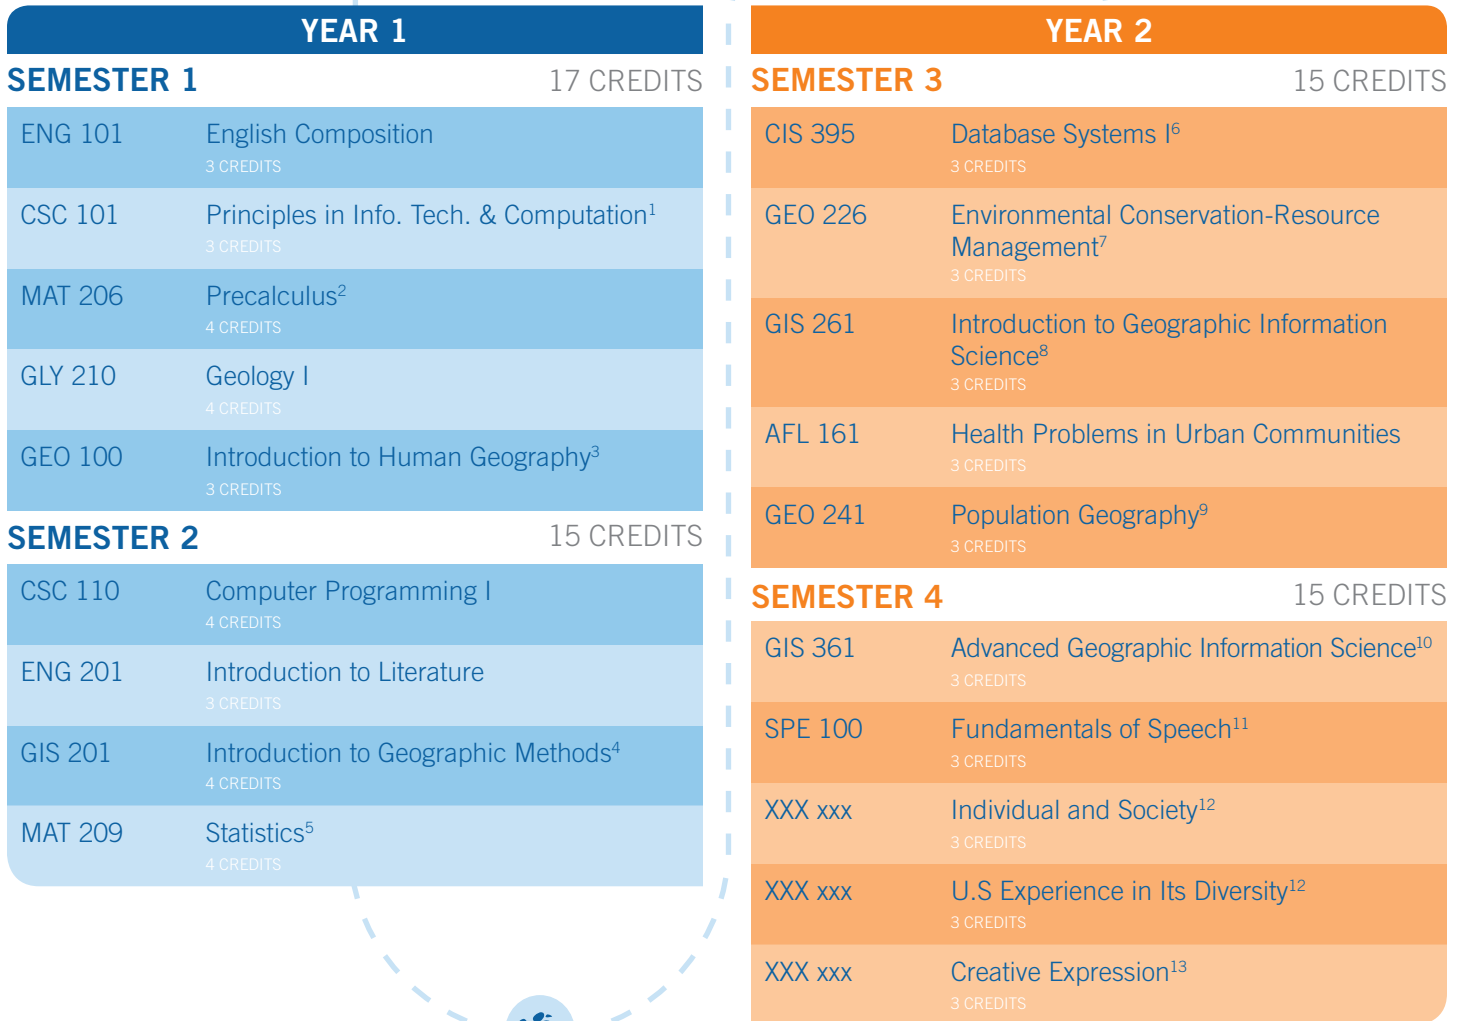 YEAR 1
SEMESTER 1 17 CREDITS
ENG 101 English Composition
3 CREDITS
CSC 101 Principles in Info. Tech. & Computation1
3 CREDITS
MAT 206 Precalculus2
4 CREDITS
GLY 210 Geology I
4 CREDITS
GEO 100 Introduction to Human Geography3
3 CREDITS
SEMESTER 2 15 CREDITS
CSC 110 Computer Programming I
4 CREDITS
ENG 201 Introduction to Literature
3 CREDITS
GIS 201 Introduction to Geographic Methods4
4 CREDITS
MAT 209 Statistics5
4 CREDITS
YEAR 2
SEMESTER 3 15 CREDITS
CIS 395 Database Systems I6
3 CREDITS
GEO 226 Environmental Conservation-Resource
Management7
3 CREDITS
GIS 261 Introduction to Geographic Information
Science8
3 CREDITS
AFL 161 Health Problems in Urban Communities
3 CREDITS
GEO 241 Population Geography9
3 CREDITS
SEMESTER 4 15 CREDITS
GIS 361 Advanced Geographic Information Science10
3 CREDITS
SPE 100 Fundamentals of Speech11
3 CREDITS
XXX xxx Individual and Society12
3 CREDITS
XXX xxx U.S Experience in Its Diversity12
3 CREDITS
XXX xxx Creative Expression13
3 CREDITS